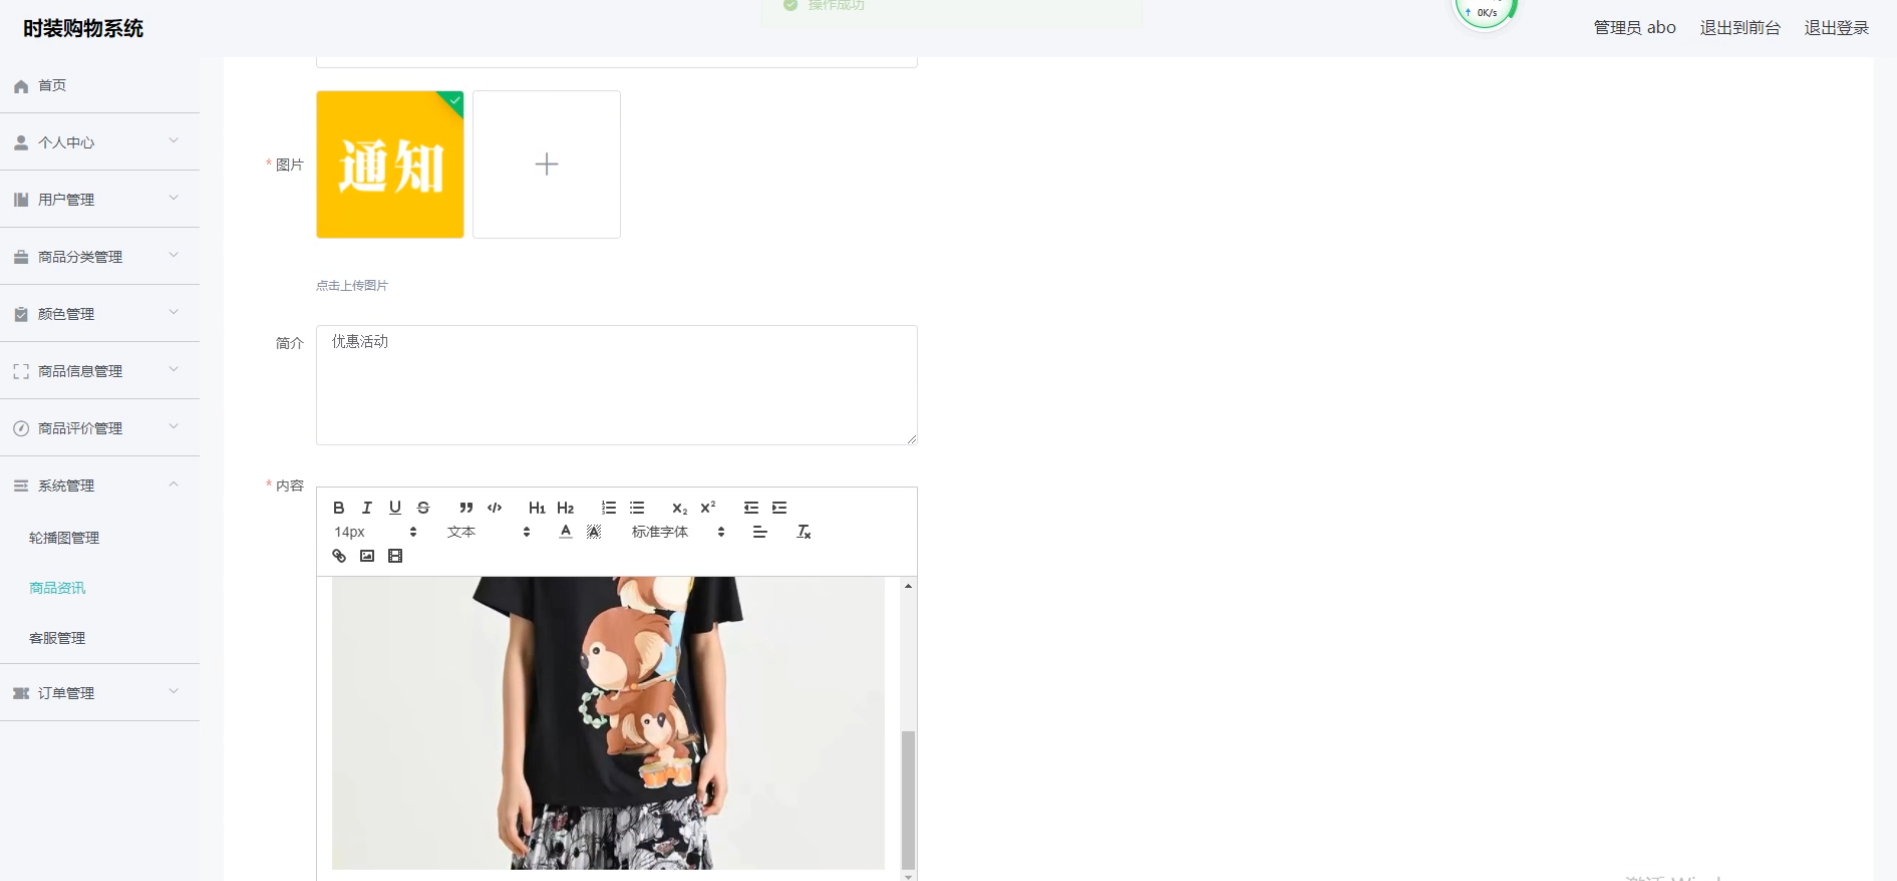 操作成功
时装购物系统
0K/s
管理员 abo
退出到前台
退出登录
首页
个人中心
用户管理
商品分类管理
颜色管理
商品信息管理
商品评价管理
系统管理
轮播图管理
商品资讯
客服管理
订单管理
* 图片
通知
点击上传图片
简介
优惠活动
* 内容
B I U S H1 H2 X2 X2
14px 文本 A A 标准字体 Tx